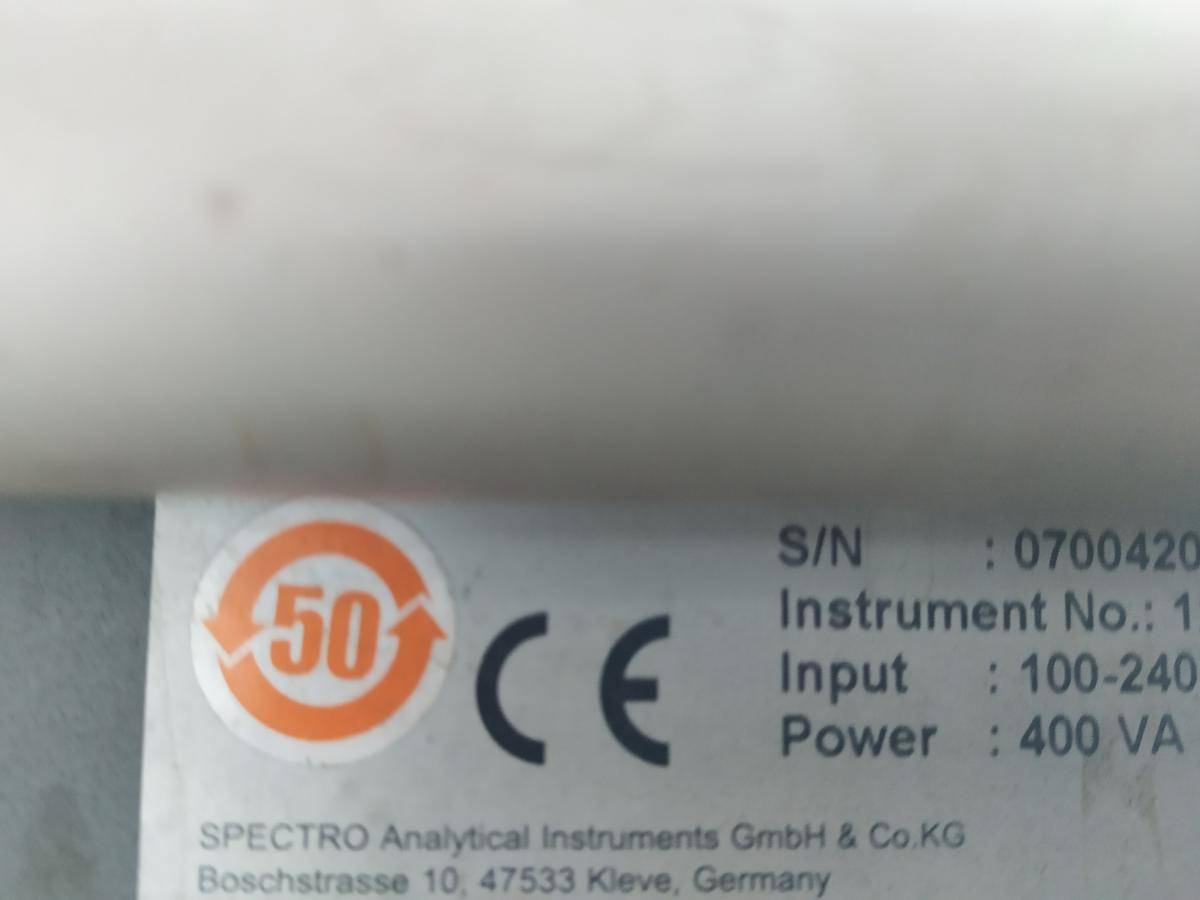 S/N : 0700420
Instrument No.: 1
Input : 100-240
Power : 400 VA
50
CE
SPECTRO Analytical Instruments GmbH & Co.KG
Boschstrasse 10, 47533 Kleve, Germany